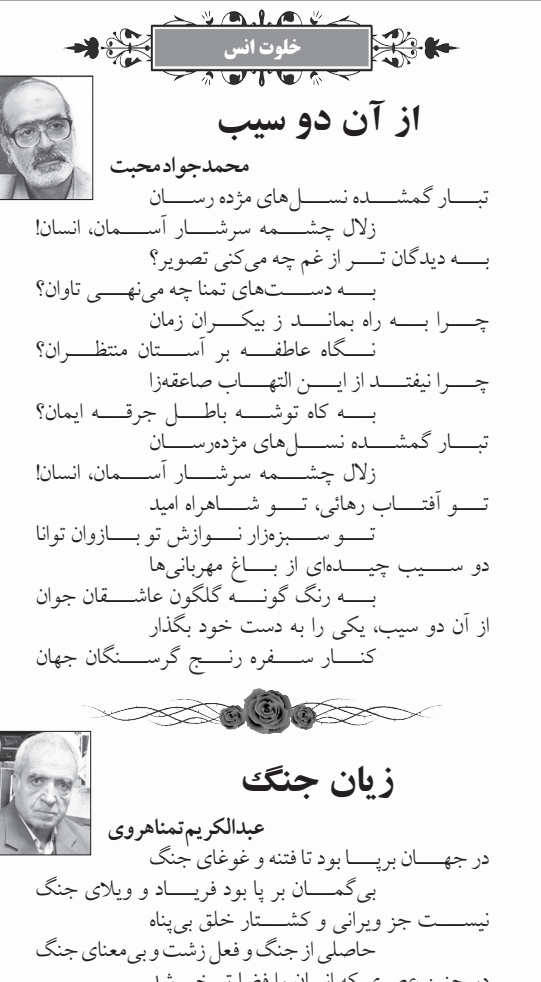 خلوت انس
از آن دو سیب
محمدجواد محبت
تبار گمشده نسل‌های مژده رسان
زلال چشمه سرشار آسمان، انسان!
به دیدگان تر از غم چه می‌کنی تصویر؟
به دست‌های تمنا چه می‌نهی تاوان؟
چرا به راه بماند ز بیکران زمان
نگاه عاطفه بر آستان منتظران؟
چرا نیفتد از این التهاب صاعقه‌زا
به کاه توشه باطل جرقه ایمان؟
تبار گمشده نسل‌های مژده‌رسان
زلال چشمه سرشار آسمان، انسان!
تو آفتاب رهائی، تو شاهراه امید
تو سبزه‌زار نوازش تو بازوان توانا
دو سیب چیده‌ای از باغ مهربانی‌ها
به رنگ گونه گلگون عاشقان جوان
از آن دو سیب، یکی را به دست خود بگذار
کنار سفره رنج گرسنگان جهان
زیان جنگ
عبدالکریم تمناهروی
در جهان برپا بود تا فتنه و غوغای جنگ
بی‌گمان بر پا بود فریاد و ویلای جنگ
نیست جز ویرانی و کشتار خلق بی‌پناه
حاصلی از جنگ و فعل زشت و بی‌معنای جنگ